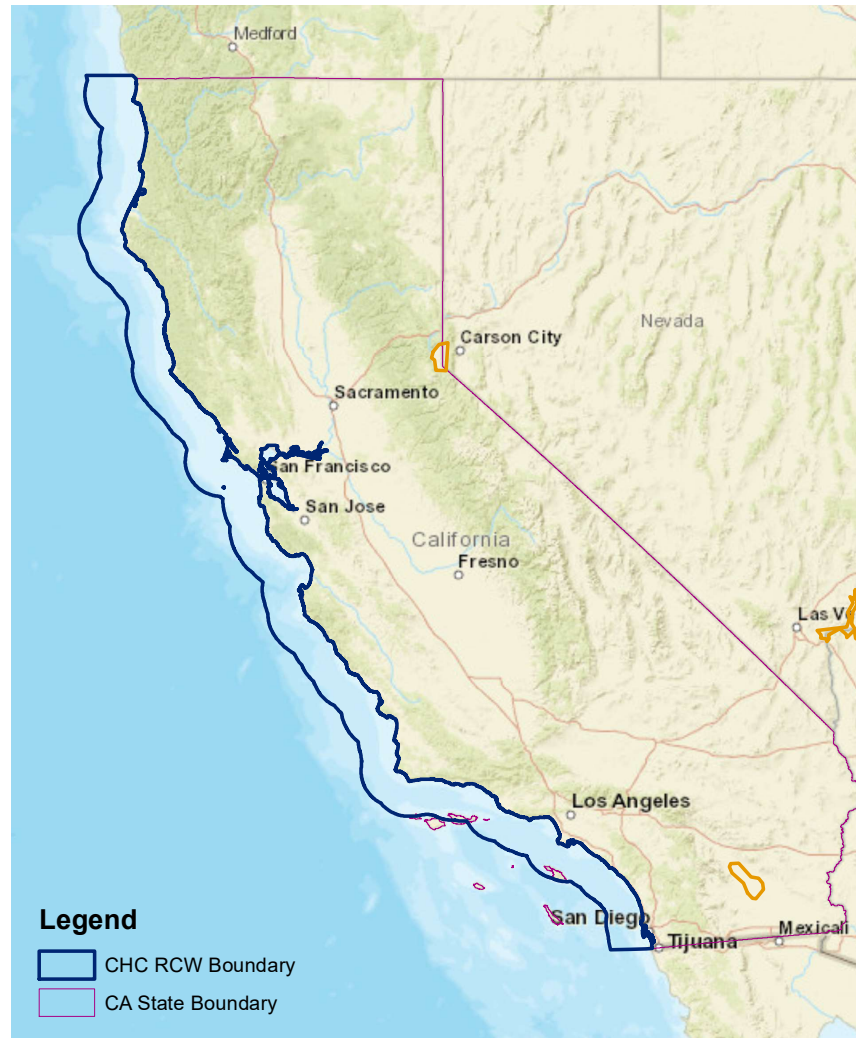 Medford
Nevada
Carson City
Sacramento
San Francisco
San Jose
California
Fresno
Las Ve
Los Angeles
San Diego
Tijuana
Mexicali
Legend
CHC RCW Boundary
CA State Boundary